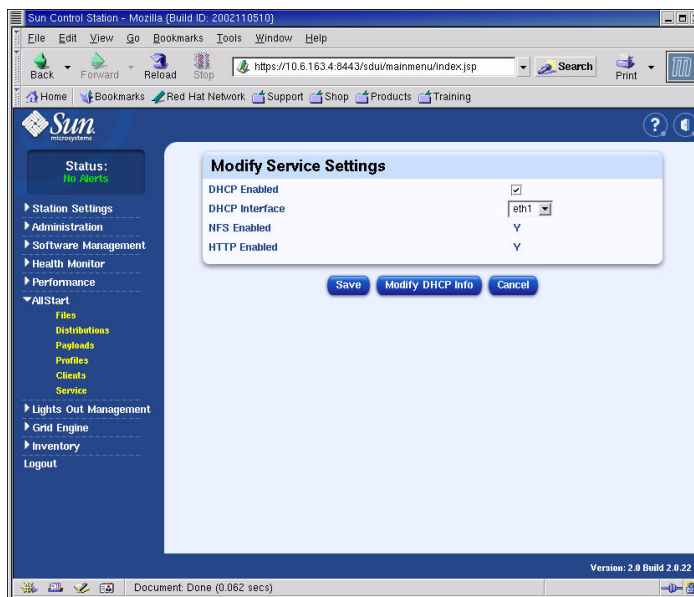 Sun Control Station - Mozilla {Build ID: 2002110510}
File Edit View Go Bookmarks Tools Window Help
Back Forward Reload Stop https://10.6.163.4:8443/sdui/mainmenu/index.jsp Search Print
Home Bookmarks Red Hat Network Support Shop Products Training
Sun
microsystems
?
Status:
No Alerts
Station Settings
Administration
Software Management
Health Monitor
Performance
AllStart
Files
Distributions
Payloads
Profiles
Clients
Service
Lights Out Management
Grid Engine
Inventory
Logout
Modify Service Settings
DHCP Enabled
DHCP Interface eth1
NFS Enabled Y
HTTP Enabled Y
Save Modify DHCP Info Cancel
Version: 2.0 Build 2.0.22
Document: Done (0.062 secs)